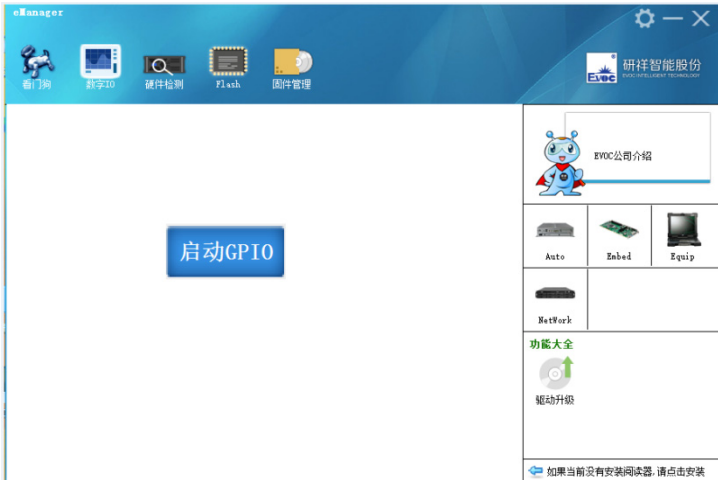 eManager
看门狗
数字IO
硬件检测
Flash
固件管理
EVOC
研祥智能股份
EVOC INTELLIGENT TECHNOLOGY
启动GPIO
EVOC公司介绍
Auto
Embed
Equip
NetWork
功能大全
驱动升级
如果当前没有安装阅读器,请点击安装